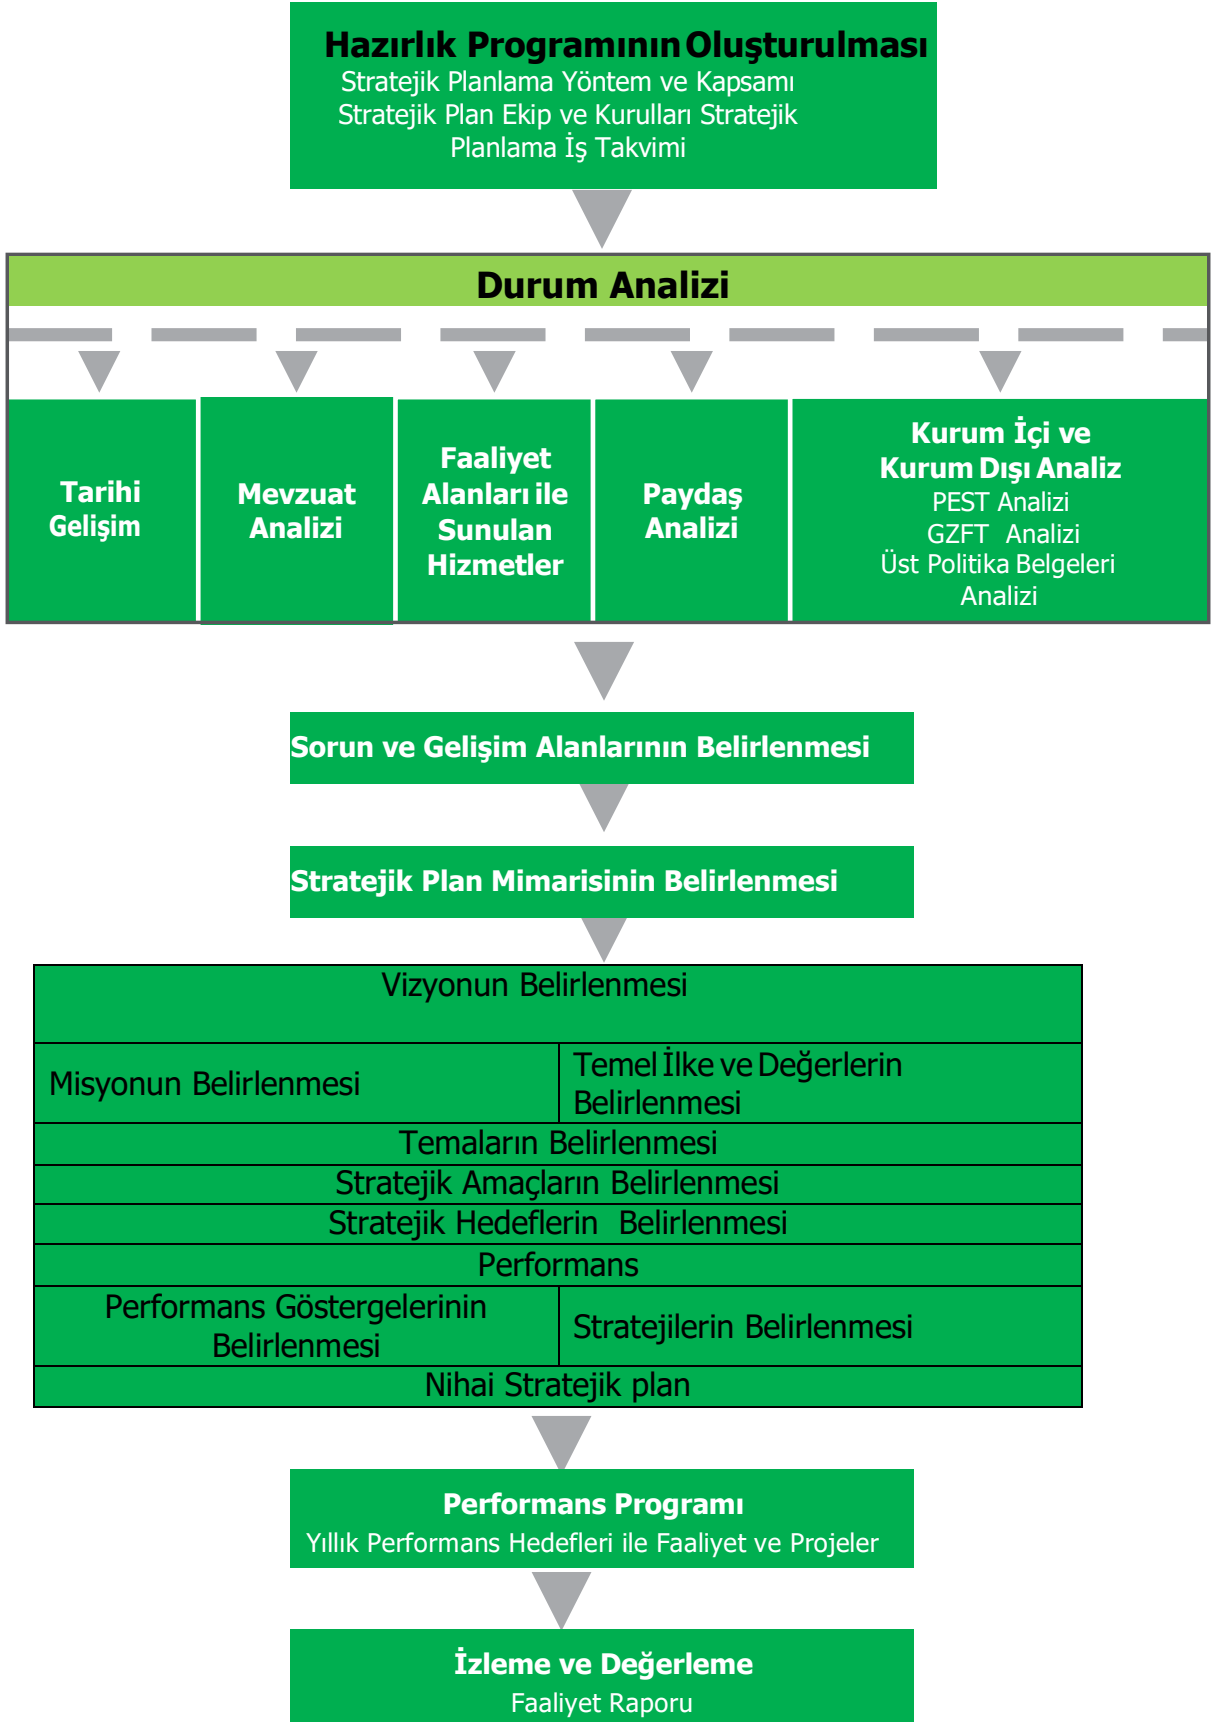 Hazırlık Programının Oluşturulması
Stratejik Planlama Yöntem ve Kapsamı
Stratejik Plan Ekip ve Kurulları Stratejik
Planlama İş Takvimi
Durum Analizi
Tarihi
Gelişim
Mevzuat
Analizi
Faaliyet
Alanları ile
Sunulan
Hizmetler
Paydaş
Analizi
Kurum İçi ve
Kurum Dışı Analiz
PEST Analizi
GZFT Analizi
Üst Politika Belgeleri
Analizi
Sorun ve Gelişim Alanlarının Belirlenmesi
Stratejik Plan Mimarisinin Belirlenmesi
Vizyonun Belirlenmesi
Misyonun Belirlenmesi
Temel İlke ve Değerlerin
Belirlenmesi
Temaların Belirlenmesi
Stratejik Amaçların Belirlenmesi
Stratejik Hedeflerin Belirlenmesi
Performans
Performans Göstergelerinin
Belirlenmesi
Stratejilerin Belirlenmesi
Nihai Stratejik plan
Performans Programı
Yıllık Performans Hedefleri ile Faaliyet ve Projeler
İzleme ve Değerleme
Faaliyet Raporu